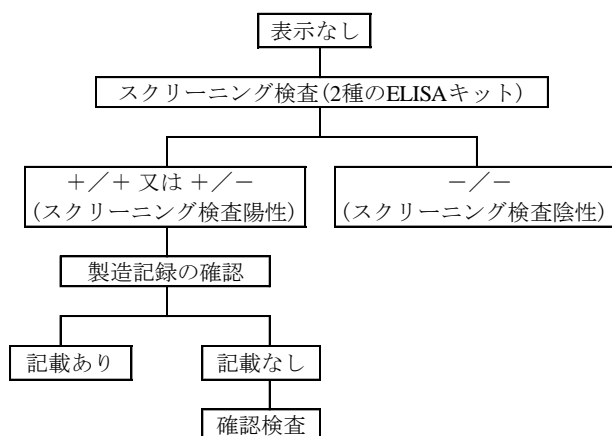 表示なし
スクリーニング検査(2種のELISAキット)
+/+ 又は +/−
(スクリーニング検査陽性)
−/−
(スクリーニング検査陰性)
製造記録の確認
記載あり
記載なし
確認検査